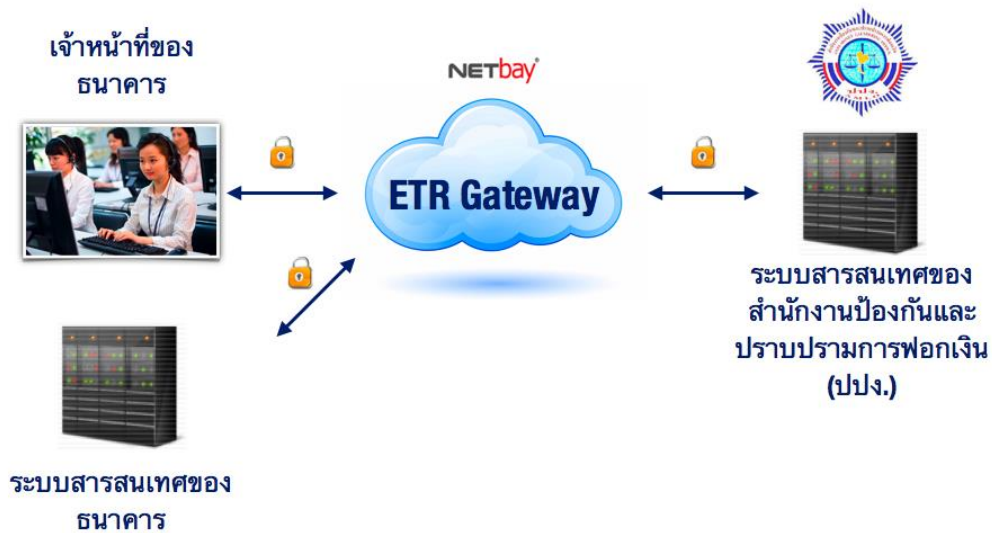 เจ้าหน้าที่ของ
ธนาคาร
NETbay
ETR Gateway
ปปง.
ระบบสารสนเทศของ
สำนักงานป้องกันและ
ปราบปรามการฟอกเงิน
(ปปง.)
ระบบสารสนเทศของ
ธนาคาร